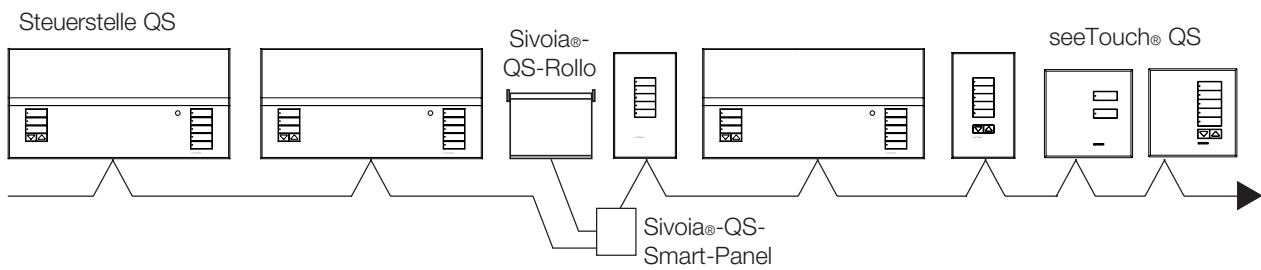 Steuerstelle QS
Sivoia®-
QS-Rollo
seeTouch® QS
Sivoia®-QS-
Smart-Panel